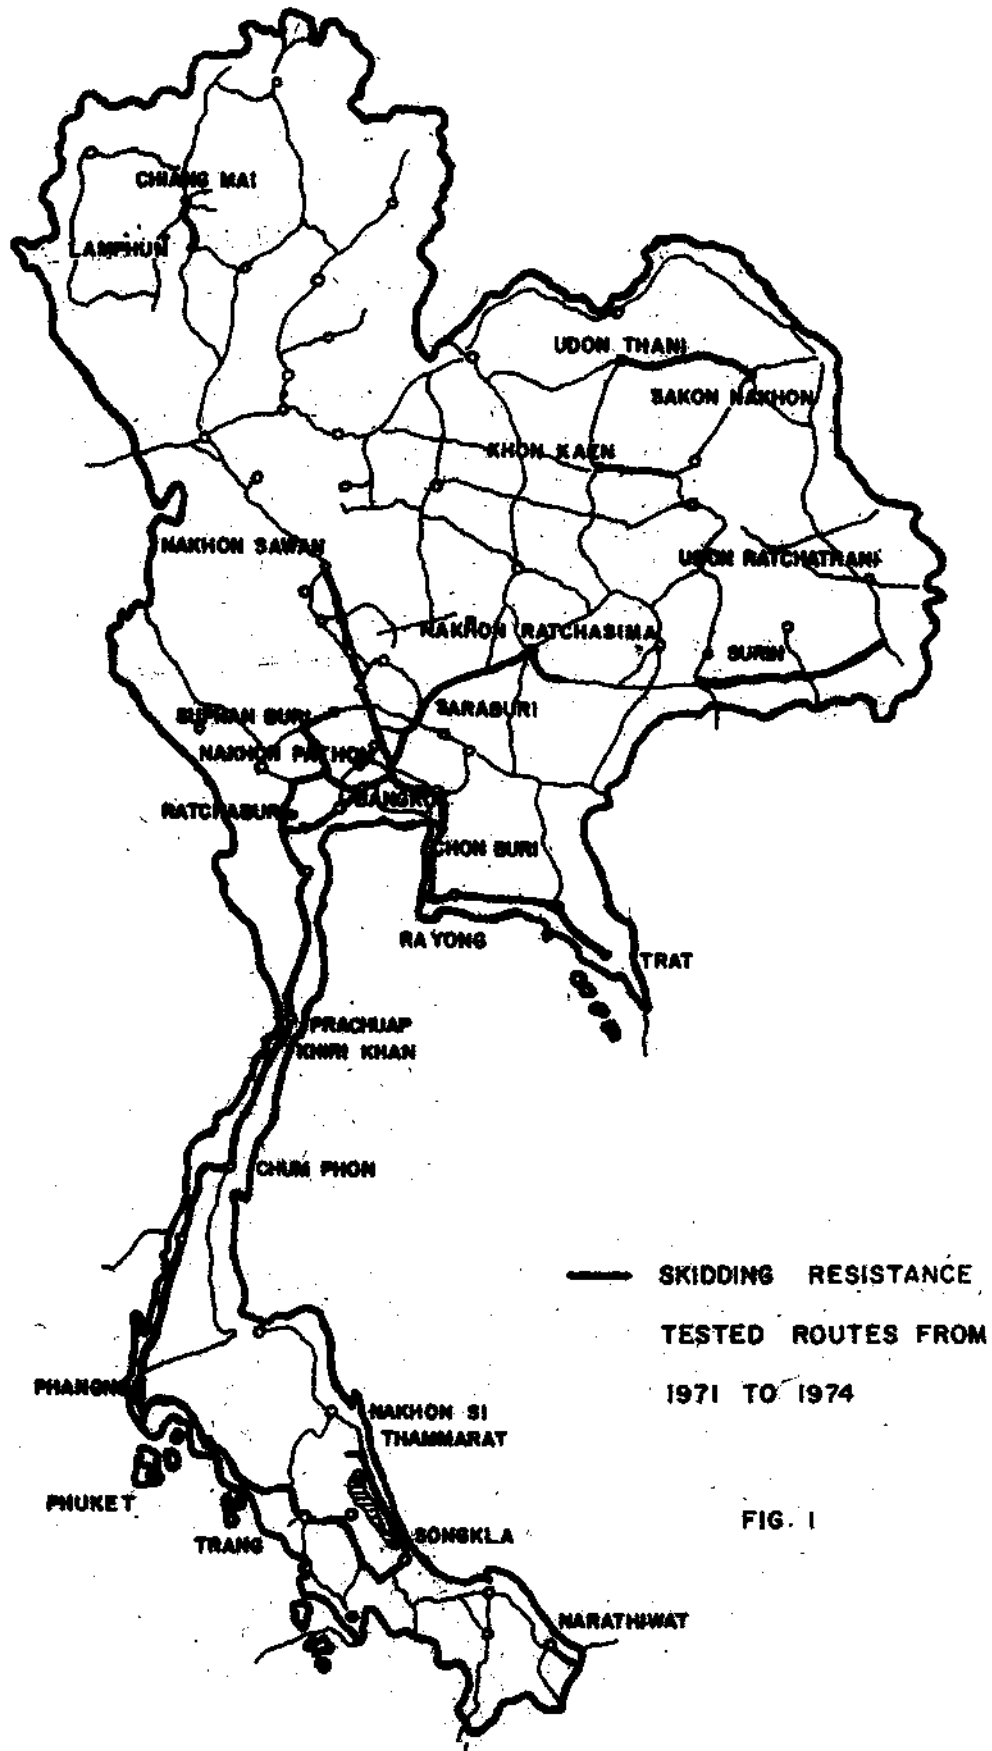 CHIANG MAI
LAMPHUN
UDON THANI
SAKON NAKHON
KHON KAEN
NAKHON SAWAN
UBON RATCHATHANI
NAKHON RATCHASIMA
SURIN
SARABURI
SUPHAN BURI
NAKHON PATHOM
BANGKOK
RATCHABURI
CHON BURI
RAYONG
TRAT
PRACHUAP
KHIRI KHAN
CHUM PHON
SKIDDING RESISTANCE
TESTED ROUTES FROM
1971 TO 1974
PHANGNGA
NAKHON SI
THAMMARAT
PHUKET
TRANG
SONGKLA
FIG. 1
NARATHIWAT